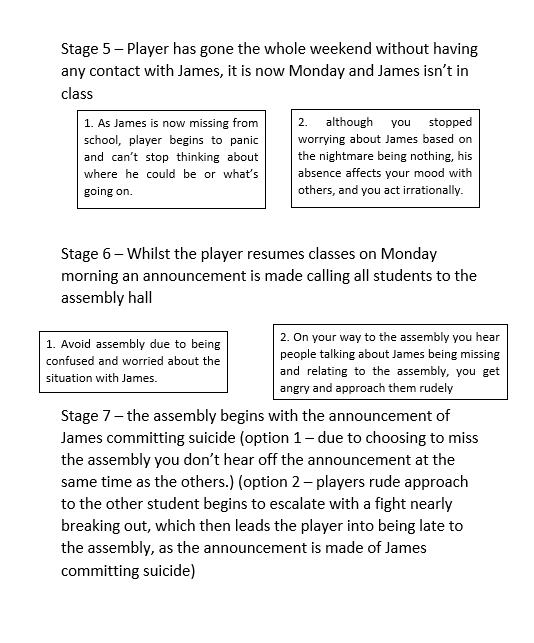 Stage 5 – Player has gone the whole weekend without having
any contact with James, it is now Monday and James isn't in
class
1. As James is now missing from
school, player begins to panic
and can't stop thinking about
where he could be or what's
going on.
2. although you stopped
worrying about James based on
the nightmare being nothing, his
absence affects your mood with
others, and you act irrationally.
Stage 6 – Whilst the player resumes classes on Monday
morning an announcement is made calling all students to the
assembly hall
1. Avoid assembly due to being
confused and worried about the
situation with James.
2. On your way to the assembly you hear
people talking about James being missing
and relating to the assembly, you get
angry and approach them rudely
Stage 7 – the assembly begins with the announcement of
James committing suicide (option 1 – due to choosing to miss
the assembly you don't hear off the announcement at the
same time as the others.) (option 2 – players rude approach
to the other student begins to escalate with a fight nearly
breaking out, which then leads the player into being late to
the assembly, as the announcement is made of James
committing suicide)